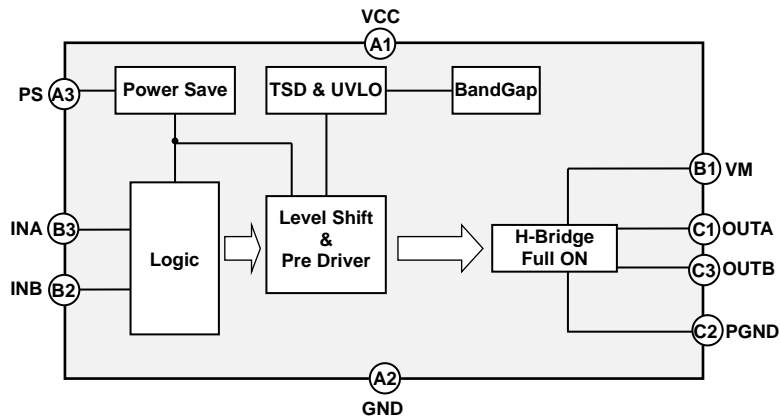 VCC
A1
PS
A3
Power Save
TSD & UVLO
BandGap
B1
VM
INA
B3
INB
B2
Logic
Level Shift
&
Pre Driver
H-Bridge
Full ON
C1
OUTA
C3
OUTB
C2
PGND
A2
GND